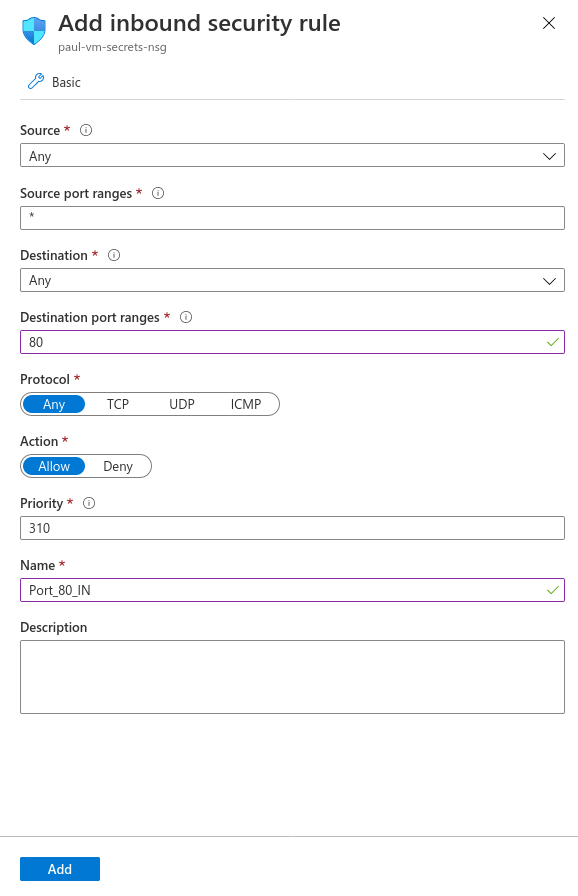 Add inbound security rule
paul-vm-secrets-nsg
Basic
Source *
Any
Source port ranges *
*
Destination *
Any
Destination port ranges *
80
Protocol *
Any TCP UDP ICMP
Action *
Allow Deny
Priority *
310
Name *
Port_80_IN
Description
Add